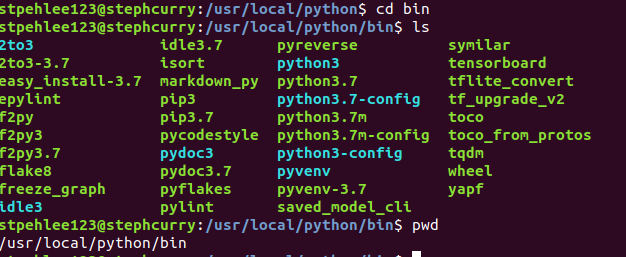 stpehlee123@stephcurry:/usr/local/python$ cd bin
stpehlee123@stephcurry:/usr/local/python/bin$ ls
2to3 idle3.7 pyreverse symilar
2to3-3.7 isort python3 tensorboard
easy_install-3.7 markdown_py python3.7 tflite_convert
epylint pip3 python3.7-config tf_upgrade_v2
f2py pip3.7 python3.7m toco
f2py3 pycodestyle python3.7m-config toco_from_protos
f2py3.7 pydoc3 python3-config tqdm
flake8 pydoc3.7 pyvenv wheel
freeze_graph pyflakes pyvenv-3.7 yapf
idle3 pylint saved_model_cli
stpehlee123@stephcurry:/usr/local/python/bin$ pwd
/usr/local/python/bin